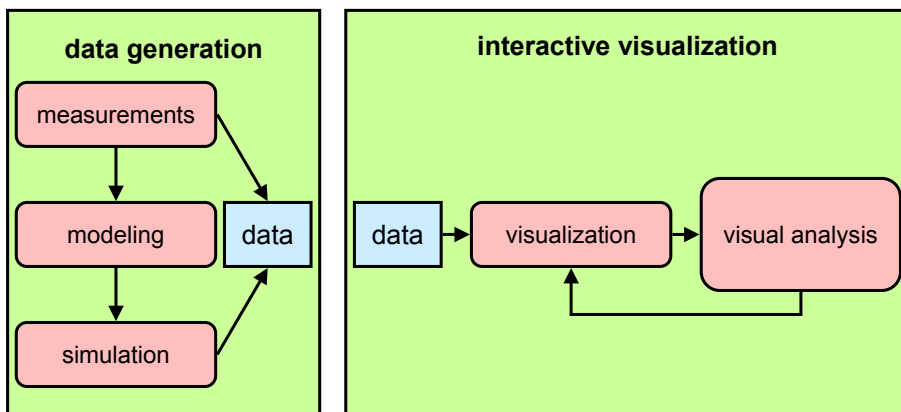 data generation
measurements
modeling
data
simulation
interactive visualization
data
visualization
visual analysis